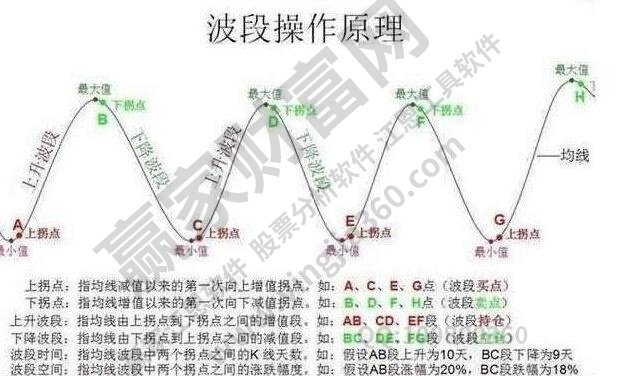 波段操作原理
最大值
下拐点
B
最大值
下拐点
D
最大值
下拐点
F
最大值
H
上升波段
下降波段
上升波段
下降波段
均线
A
上拐点
最小值
C
上拐点
最小值
E
上拐点
最小值
G
上拐点
最小值
上拐点：指均线减值以来的第一次向上增值拐点。如：A、C、E、G点（波段买点）
下拐点：指均线增值以来的第一次向下减值拐点。如：B、D、F、H点（波段卖点）
上升波段：指均线由上拐点到下拐点之间的增值段。如：AB、CD、EF段（波段持仓）
下降波段：指均线由下拐点到上拐点之间的减值段。如：BC、DE、FG段（波段空仓）
波段时间：指均线波段中两个拐点之间的K线天数。如：假设AB段上升为10天，BC段下降为9天
波段空间：指均线波段中两个拐点之间的涨跌幅度。如：假设AB段涨幅为20%，BC段跌幅为18%
赢家财富网
股票分析软件 江恩工具软件